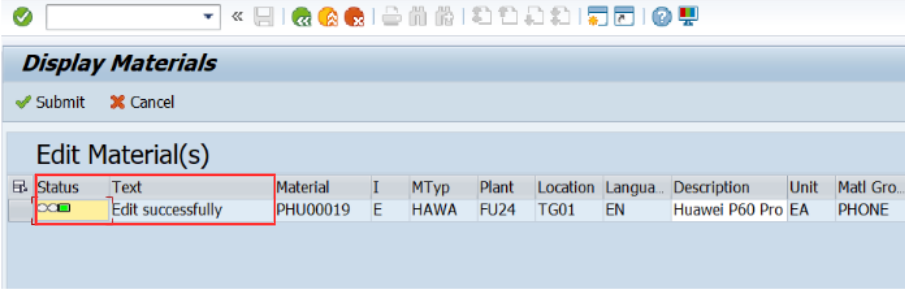 Display Materials
Submit Cancel
Edit Material(s)
Status Text Material I MTyp Plant Location Langua... Description Unit Matl Gro...
Edit successfully PHU00019 E HAWA FU24 TG01 EN Huawei P60 Pro EA PHONE